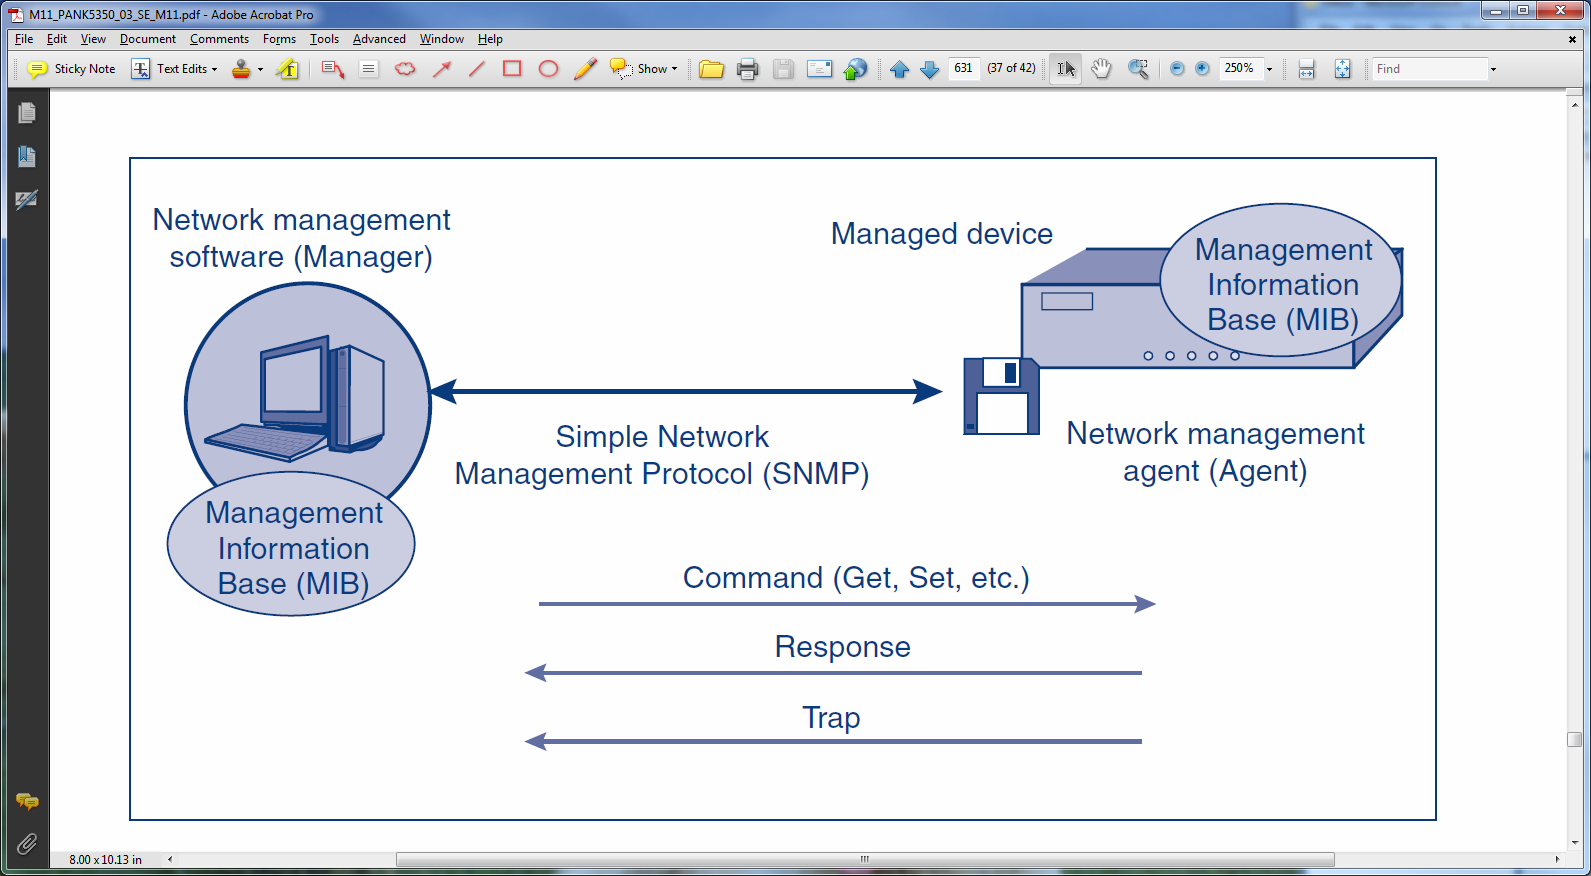 M11_PANK5350_03_SE_M11.pdf - Adobe Acrobat Pro
File Edit View Document Comments Forms Tools Advanced Window Help
Sticky Note Text Edits Show 631 (37 of 42) 250% Find
Network management
software (Manager)
Managed device
Management
Information
Base (MIB)
Simple Network
Management Protocol (SNMP)
Network management
agent (Agent)
Management
Information
Base (MIB)
Command (Get, Set, etc.)
Response
Trap
8.00 x 10.13 in